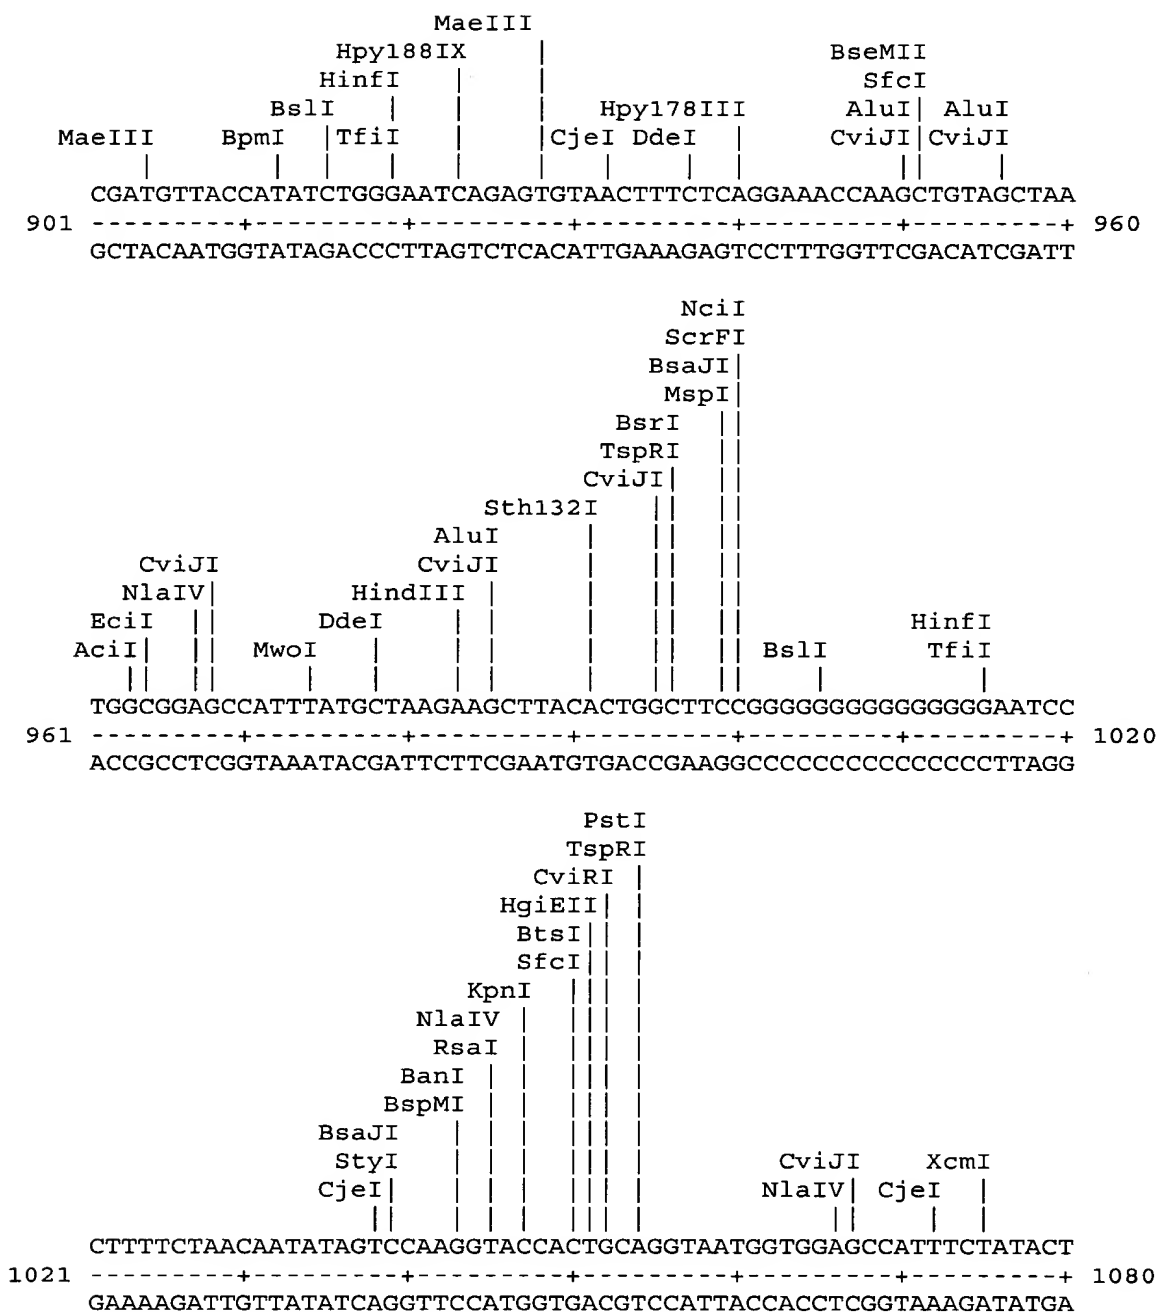 MaeIII
Hpy188IX | BseMII
HinfI | | SfcI
BslI | | | Hpy178III AluI| AluI
MaeIII BpmI |TfiI | |CjeI DdeI | CviJI|CviJI
| | | | | | | | | || |
CGATGTTACCATATCTGGGAATCAGAGTGTAACTTTCTCAGGAAACCAAGCTGTAGCTAA
901 ---------+---------+---------+---------+---------+---------+ 960
GCTACAATGGTATAGACCCTTAGTCTCACATTGAAAGAGTCCTTTGGTTCGACATCGATT
NciI
ScrFI
BsaJI|
MspI|
BsrI ||
TspRI ||
CviJI| ||
Sth132I || ||
AluI | || ||
CviJI CviJI | || ||
NlaIV| HindIII | | || ||
EciI || DdeI | | | || || HinfI
AciI| || MwoI | | | | || || BslI TfiI
|| || | | | | | || || | |
TGGCGGAGCCATTTATGCTAAGAAGCTTACACTGGCTTCCGGGGGGGGGGGGGGGAATCC
961 ---------+---------+---------+---------+---------+---------+ 1020
ACCGCCTCGGTAAATACGATTCTTCGAATGTGACCGAAGGCCCCCCCCCCCCCCCTTAGG
PstI
TspRI
CviRI |
HgiEII| |
BtsI|| |
SfcI|| |
KpnI ||| |
NlaIV | ||| |
RsaI | ||| |
BanI | | ||| |
BspMI | | ||| |
BsaJI | | | ||| |
StyI | | | ||| | CviJI XcmI
CjeI| | | | ||| | NlaIV| CjeI |
|| | | | ||| | || | |
CTTTTCTAACAATATAGTCCAAGGTACCACTGCAGGTAATGGTGGAGCCATTTCTATACT
1021 ---------+---------+---------+---------+---------+---------+ 1080
GAAAAGATTGTTATATCAGGTTCCATGGTGACGTCCATTACCACCTCGGTAAAGATATGA